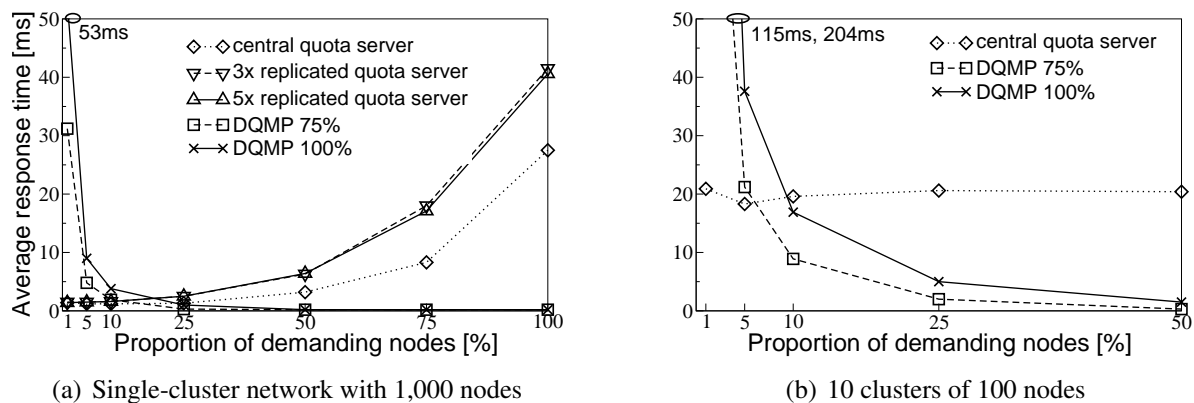 Average response time [ms]
50
40
30
20
10
0
53ms
central quota server
3x replicated quota server
5x replicated quota server
DQMP 75%
DQMP 100%
1 5 10 25 50 75 100
Proportion of demanding nodes [%]
(a) Single-cluster network with 1,000 nodes
50
40
30
20
10
0
115ms, 204ms
central quota server
DQMP 75%
DQMP 100%
1 5 10 25 50
Proportion of demanding nodes [%]
(b) 10 clusters of 100 nodes